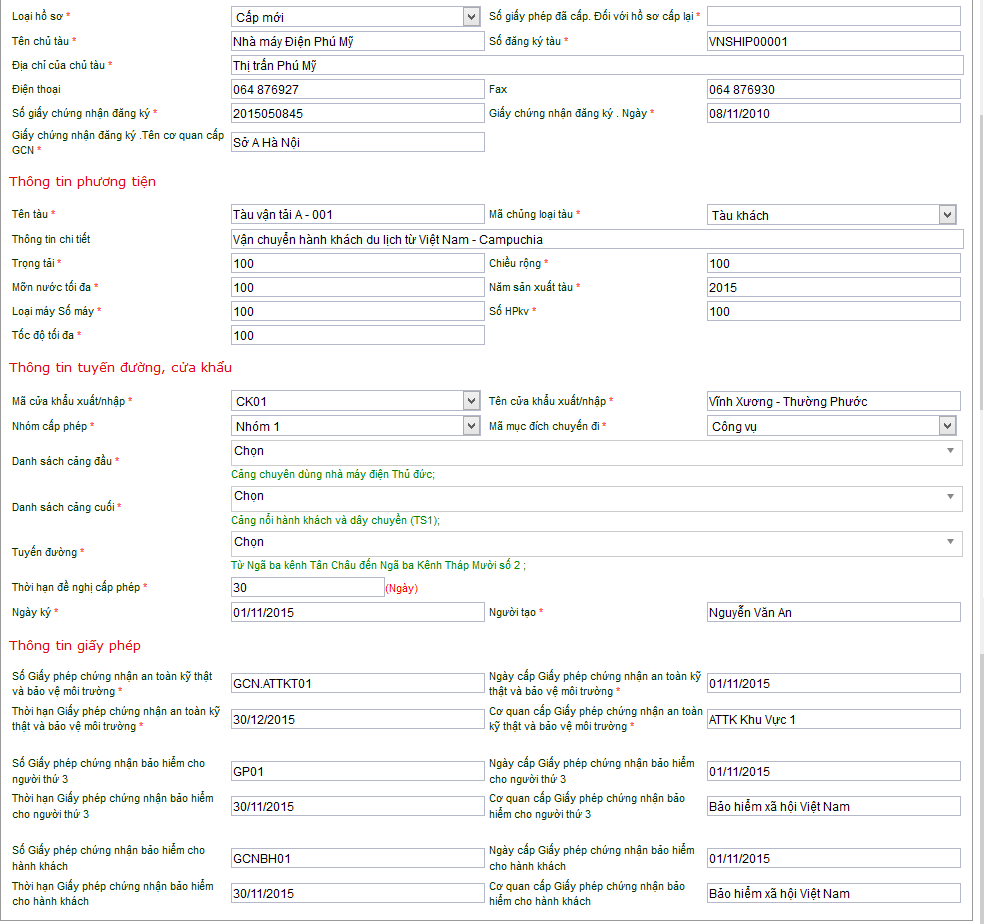 Loại hồ sơ * Cấp mới Số giấy phép đã cấp. Đối với hồ sơ cấp lại *
Tên chủ tàu * Nhà máy Điện Phú Mỹ Số đăng ký tàu * VNSHIP00001
Địa chỉ của chủ tàu * Thị trấn Phú Mỹ
Điện thoại 064 876927 Fax 064 876930
Số giấy chứng nhận đăng ký * 2015050845 Giấy chứng nhận đăng ký . Ngày * 08/11/2010
Giấy chứng nhận đăng ký .Tên cơ quan cấp
GCN * Sở A Hà Nội
Thông tin phương tiện
Tên tàu * Tàu vận tải A - 001 Mã chủng loại tàu * Tàu khách
Thông tin chi tiết Vận chuyển hành khách du lịch từ Việt Nam - Campuchia
Trọng tải * 100 Chiều rộng * 100
Mỡn nước tối đa * 100 Năm sản xuất tàu * 2015
Loại máy Số máy * 100 Số HPkv * 100
Tốc độ tối đa * 100
Thông tin tuyến đường, cửa khẩu
Mã cửa khẩu xuất/nhập * CK01 Tên cửa khẩu xuất/nhập * Vĩnh Xương - Thường Phước
Nhóm cấp phép * Nhóm 1 Mã mục đích chuyến đi * Công vụ
Danh sách cảng đầu * Chọn
Cảng chuyên dùng nhà máy điện Thủ đức;
Danh sách cảng cuối * Chọn
Cảng nổi hành khách và dây chuyền (TS1);
Tuyến đường * Chọn
Từ Ngã ba kênh Tân Châu đến Ngã ba Kênh Tháp Mười số 2 ;
Thời hạn đề nghị cấp phép * 30 (Ngày)
Ngày ký * 01/11/2015 Người tạo * Nguyễn Văn An
Thông tin giấy phép
Số Giấy phép chứng nhận an toàn kỹ thật
và bảo vệ môi trường * GCN.ATTKT01 Ngày cấp Giấy phép chứng nhận an toàn kỹ
thật và bảo vệ môi trường * 01/11/2015
Thời hạn Giấy phép chứng nhận an toàn kỹ
thật và bảo vệ môi trường * 30/12/2015 Cơ quan cấp Giấy phép chứng nhận an toàn
kỹ thật và bảo vệ môi trường * ATTK Khu Vực 1
Số Giấy phép chứng nhận bảo hiểm cho
người thứ 3 GP01 Ngày cấp Giấy phép chứng nhận bảo hiểm
cho người thứ 3 01/11/2015
Thời hạn Giấy phép chứng nhận bảo hiểm
cho người thứ 3 30/11/2015 Cơ quan cấp Giấy phép chứng nhận bảo
hiểm cho người thứ 3 Bảo hiểm xã hội Việt Nam
Số Giấy phép chứng nhận bảo hiểm cho
hành khách GCNBH01 Ngày cấp Giấy phép chứng nhận bảo hiểm
cho hành khách 01/11/2015
Thời hạn Giấy phép chứng nhận bảo hiểm
cho hành khách 30/11/2015 Cơ quan cấp Giấy phép chứng nhận bảo
hiểm cho hành khách Bảo hiểm xã hội Việt Nam